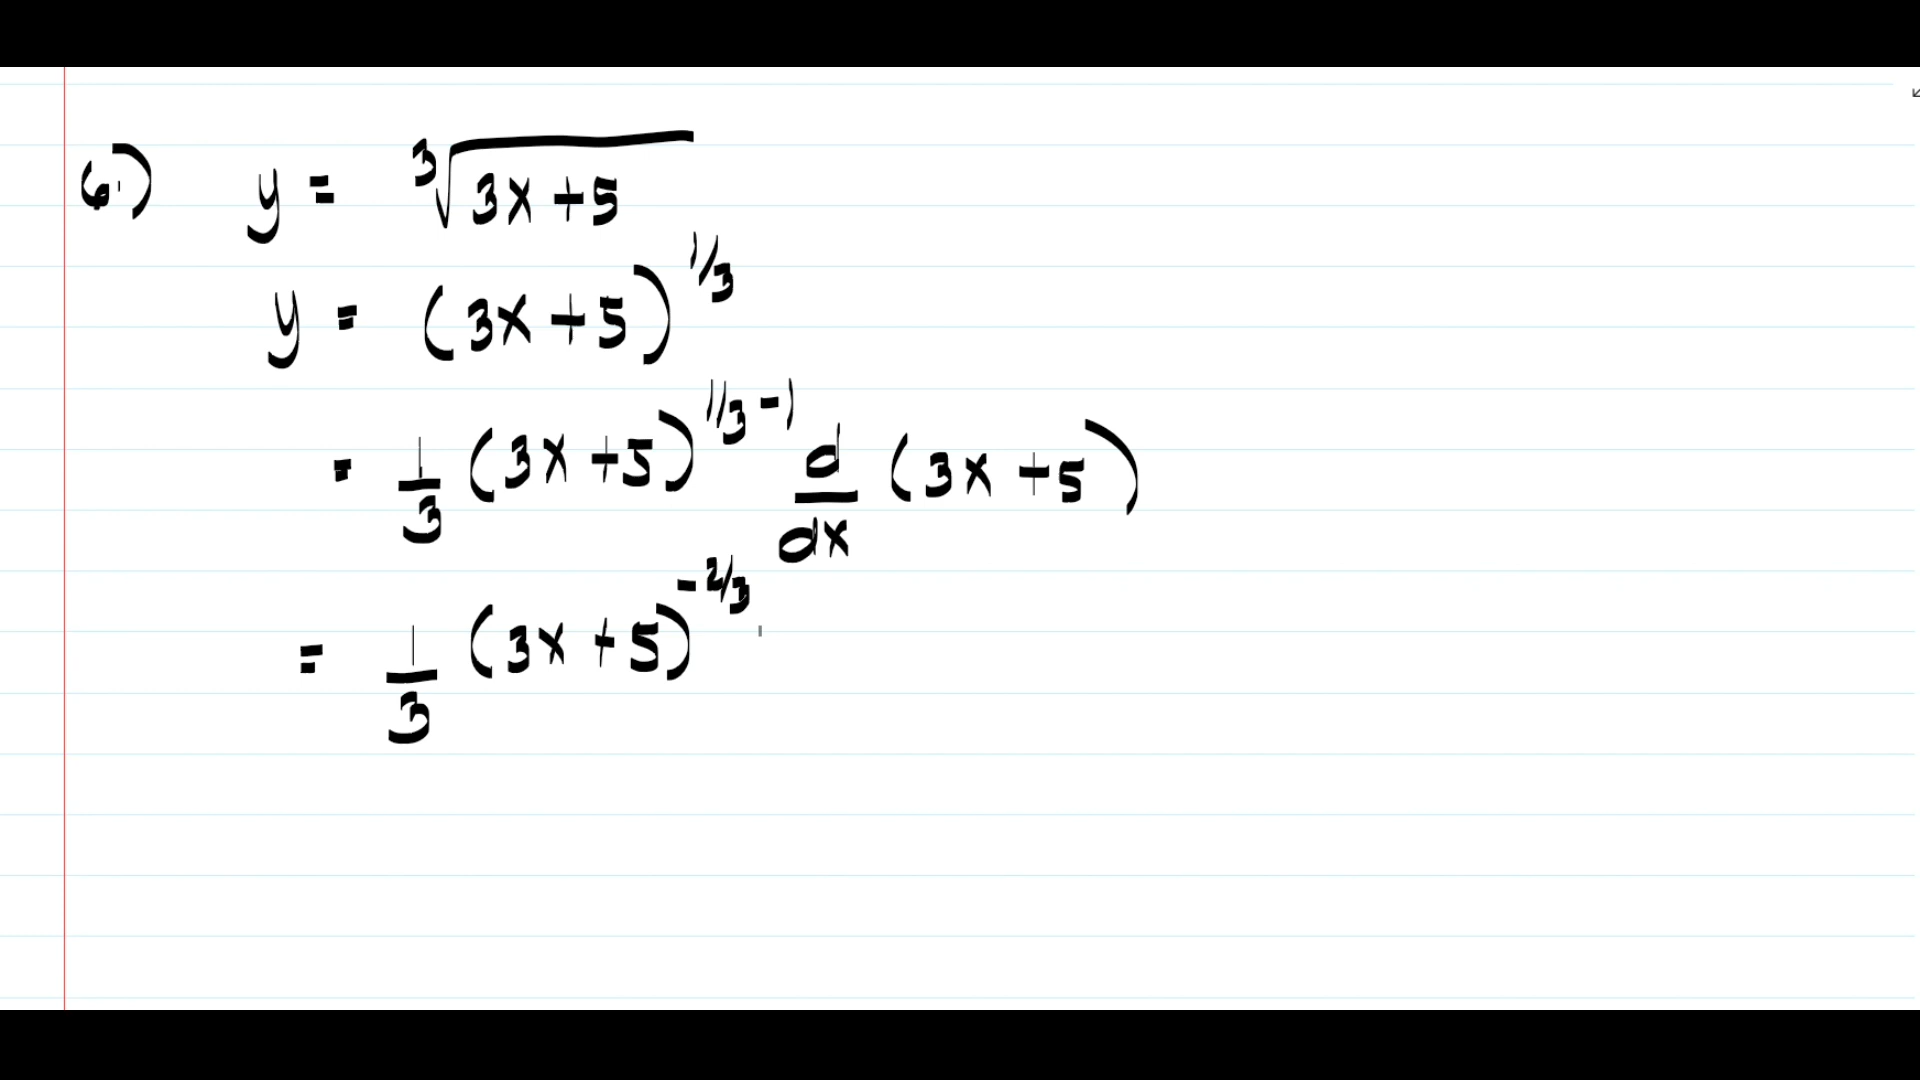 6.) y = ∛(3x+5)
y = (3x+5)^1/3
= 1/3 (3x+5)^1/3-1 d/dx (3x+5)
= 1/3 (3x+5)^-2/3